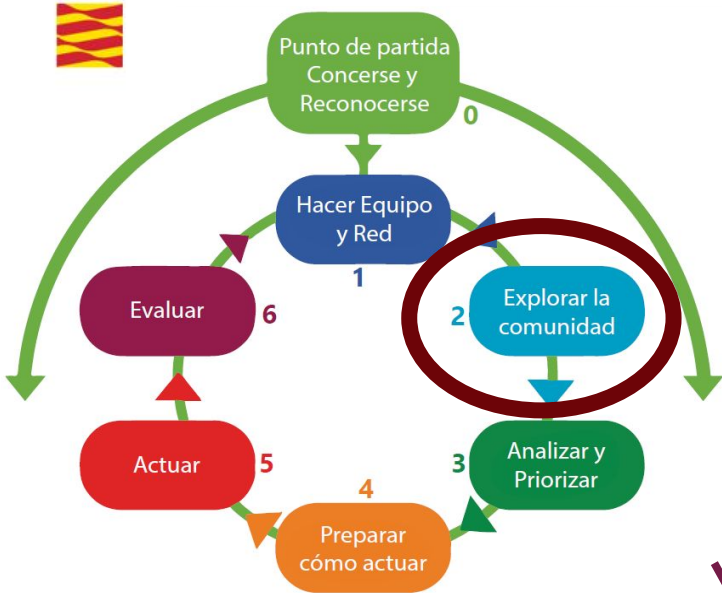 Punto de partida
Concerse y
Reconocerse
0
Hacer Equipo
y Red
1
Explorar la
comunidad
2
Analizar y
Priorizar
3
Preparar
cómo actuar
4
Actuar
5
Evaluar
6